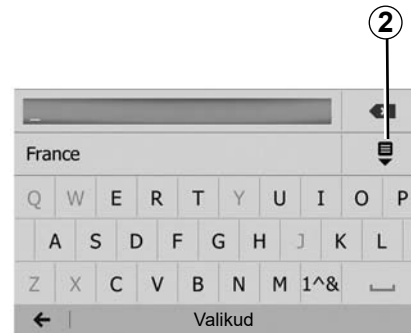 2
France
Q W E R T Y U I O P
A S D F G H J K L
Z X C V B N M 1^&
Valikud